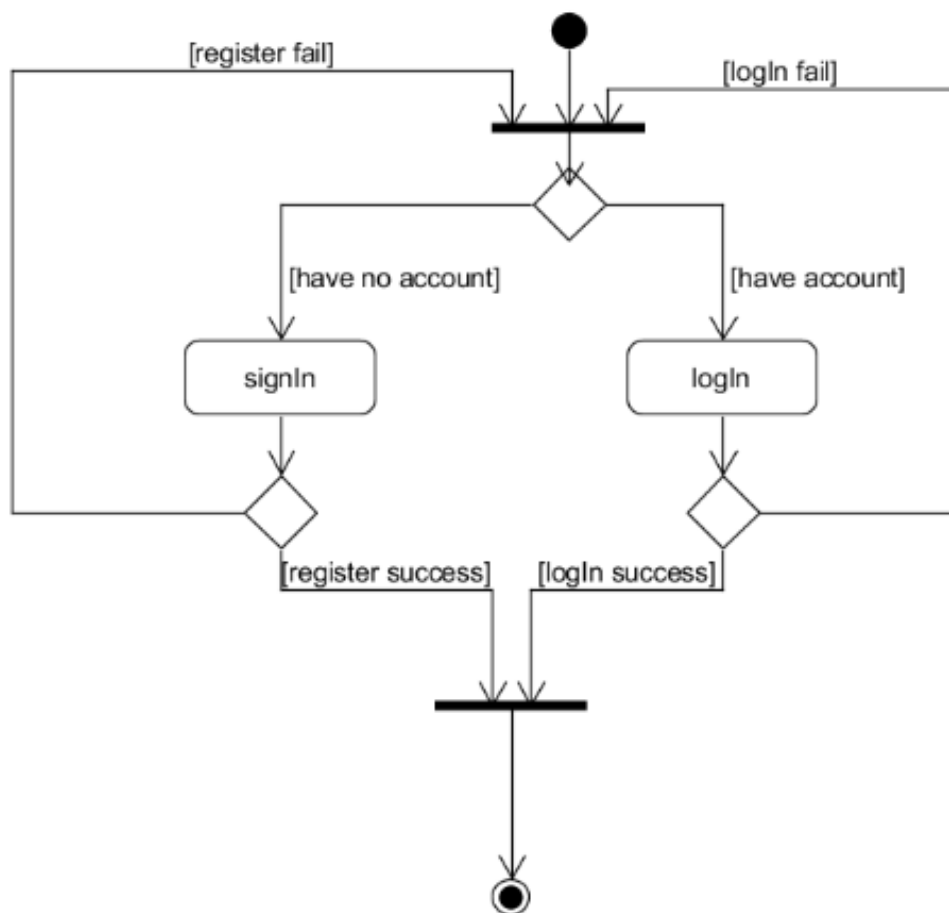 [register fail]
[logIn fail]
[have no account]
[have account]
signIn
logIn
[register success]
[logIn success]